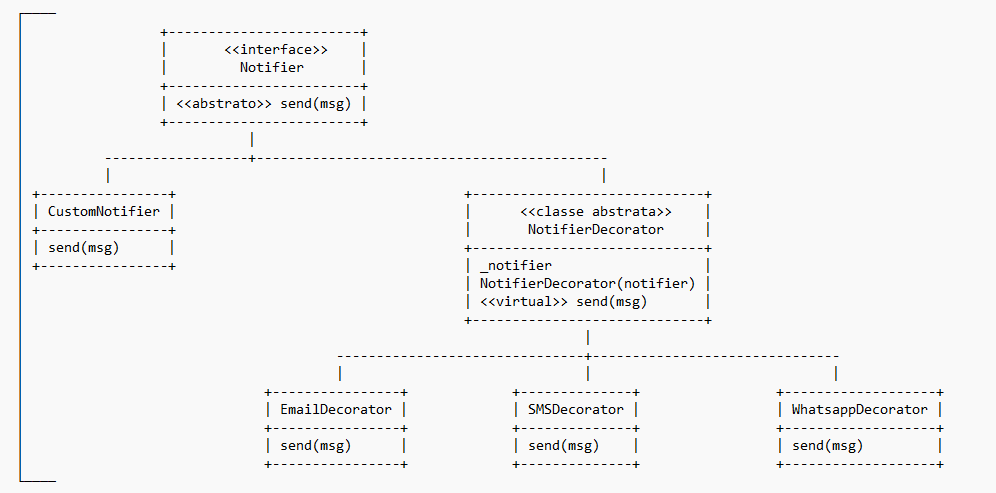 <<interface>>
Notifier
<<abstrato>> send(msg)
CustomNotifier
send(msg)
<<classe abstrata>>
NotifierDecorator
_notifier
NotifierDecorator(notifier)
<<virtual>> send(msg)
EmailDecorator
send(msg)
SMSDecorator
send(msg)
WhatsappDecorator
send(msg)